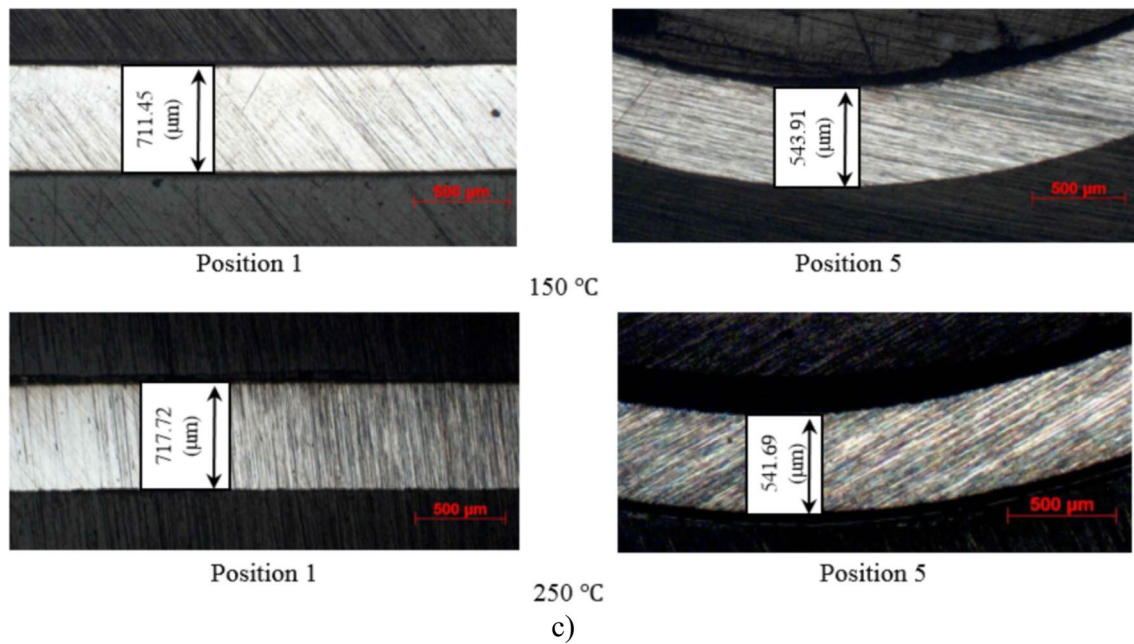 711.45
(µm)
500 µm
543.91
(µm)
500 µm
Position 1
Position 5
150 °C
717.72
(µm)
500 µm
541.69
(µm)
500 µm
Position 1
Position 5
250 °C
c)